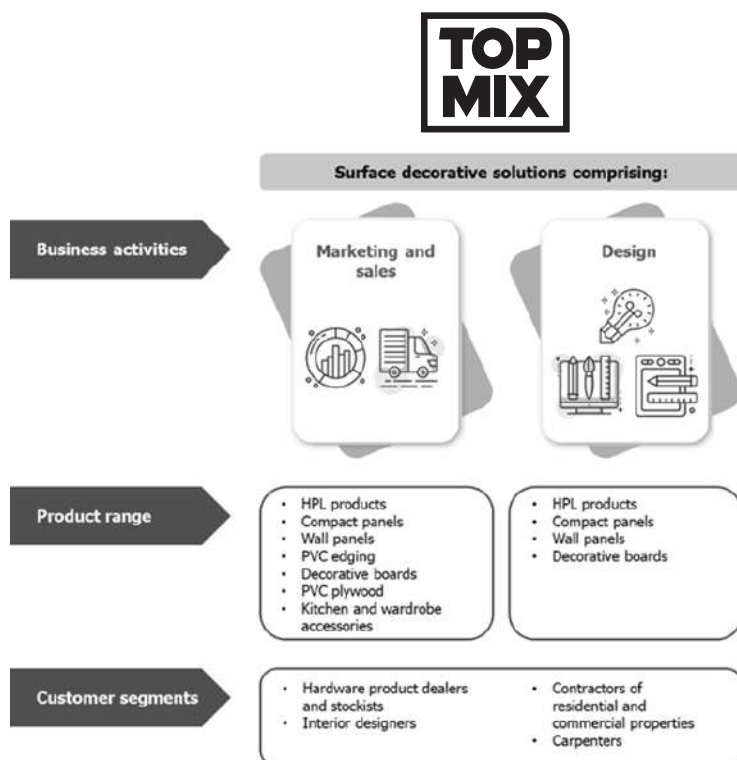 TOP
MIX
Surface decorative solutions comprising:
Business activities
Marketing and
sales
Design
Product range
• HPL products
• Compact panels
• Wall panels
• PVC edging
• Decorative boards
• PVC plywood
• Kitchen and wardrobe
accessories
• HPL products
• Compact panels
• Wall panels
• Decorative boards
Customer segments
• Hardware product dealers
and stockists
• Interior designers
• Contractors of
residential and
commercial properties
• Carpenters